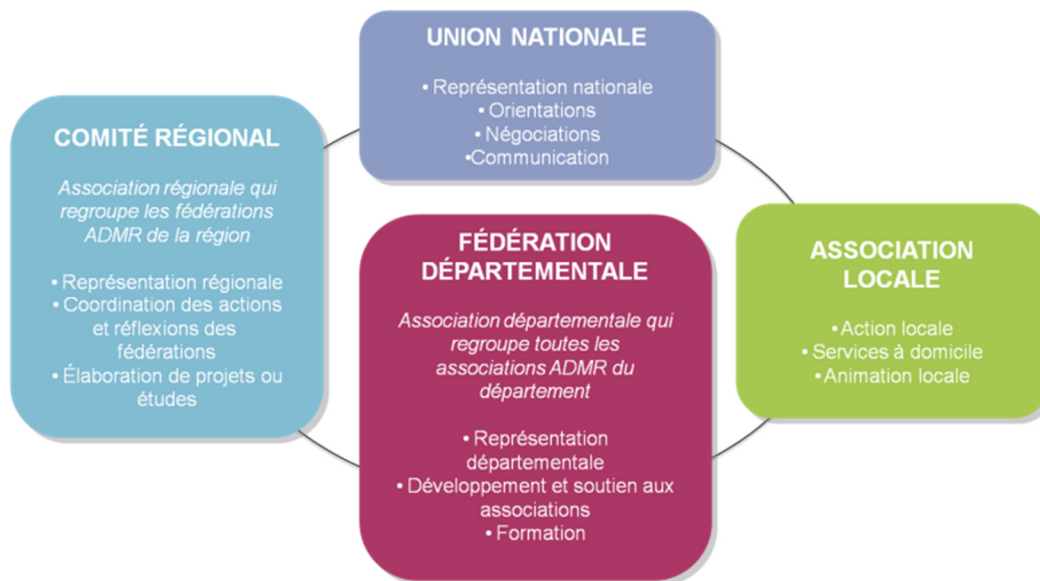 UNION NATIONALE
• Représentation nationale
• Orientations
• Négociations
•Communication
COMITÉ RÉGIONAL
Association régionale qui
regroupe les fédérations
ADMR de la région
• Représentation régionale
• Coordination des actions
et réflexions des
fédérations
• Élaboration de projets ou
études
FÉDÉRATION
DÉPARTEMENTALE
Association départementale qui
regroupe toutes les
associations ADMR du
département
• Représentation
départementale
• Développement et soutien aux
associations
• Formation
ASSOCIATION
LOCALE
• Action locale
• Services à domicile
• Animation locale